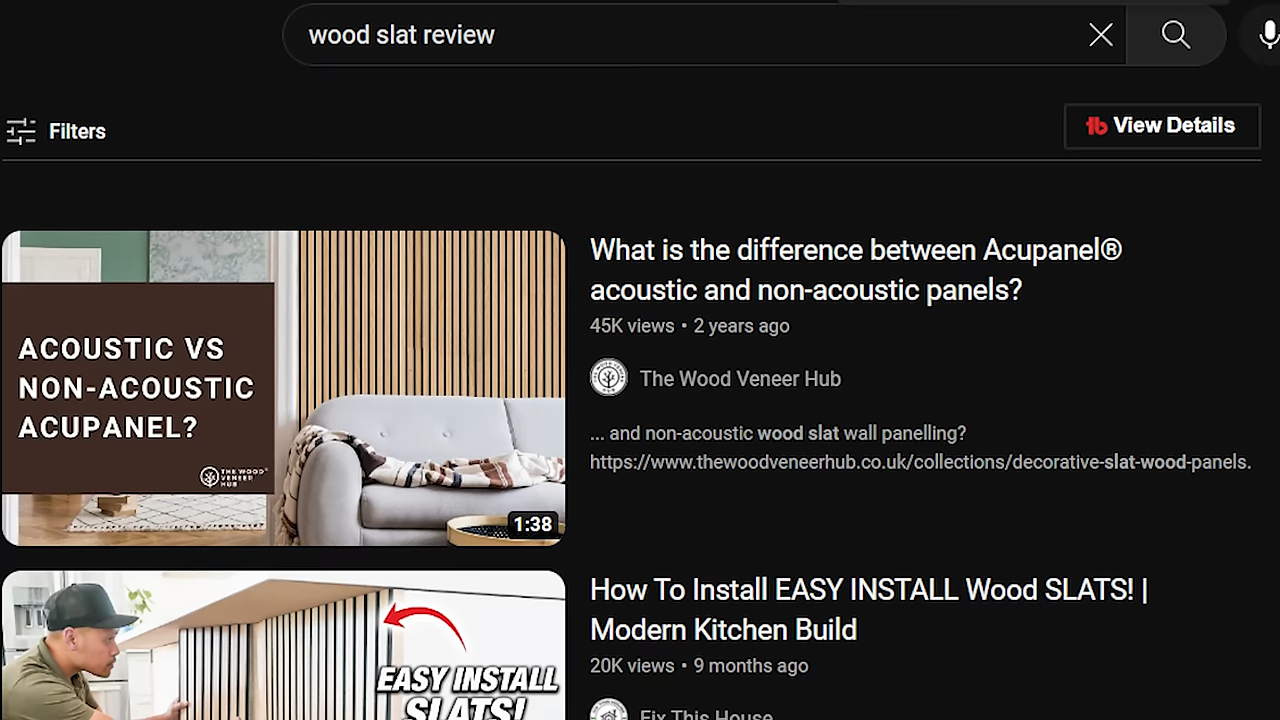 wood slat review
Filters
View Details
ACOUSTIC VS
NON-ACOUSTIC
ACUPANEL?
THE WOOD
VENEER
HUB
1:38
What is the difference between Acupanel®
acoustic and non-acoustic panels?
45K views • 2 years ago
The Wood Veneer Hub
... and non-acoustic wood slat wall panelling?
https://www.thewoodveneerhub.co.uk/collections/decorative-slat-wood-panels.
EASY INSTALL
SLATS!
How To Install EASY INSTALL Wood SLATS! |
Modern Kitchen Build
20K views • 9 months ago
Fix This House